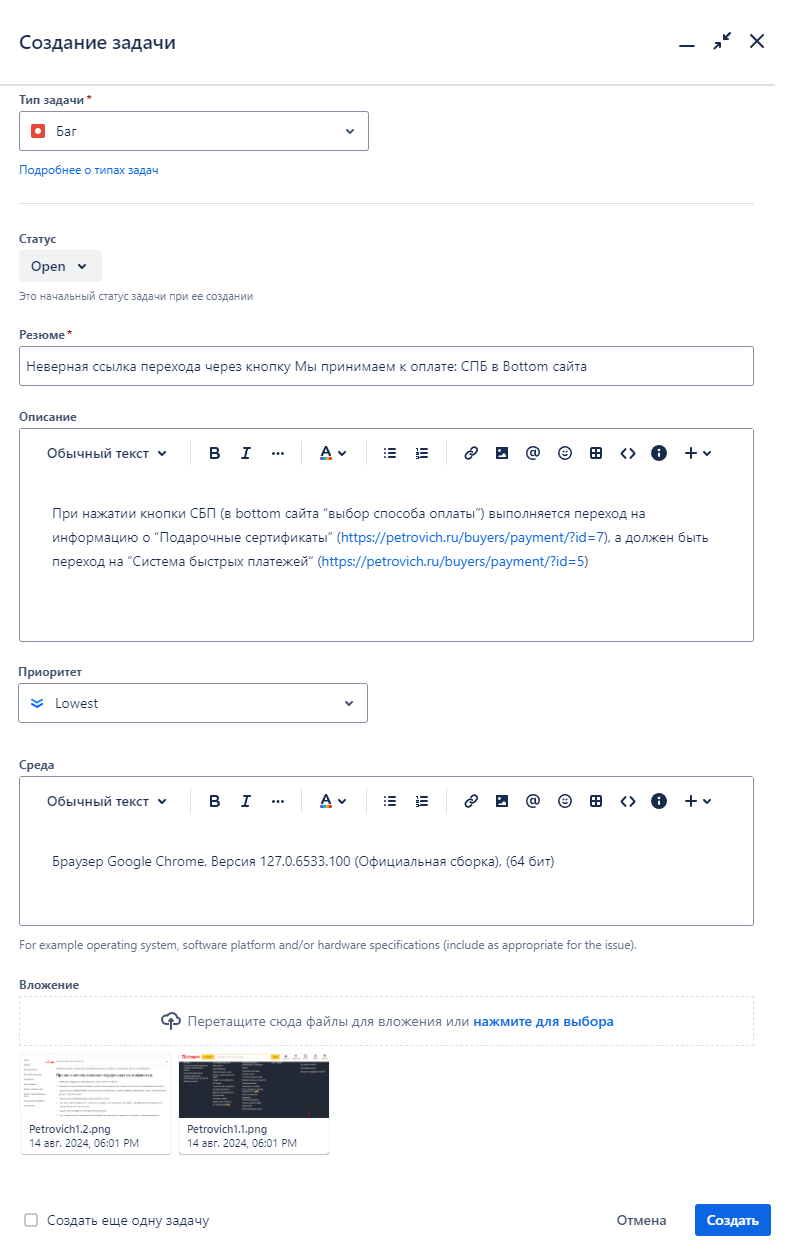 Создание задачи
Тип задачи *
Баг
Подробнее о типах задач
Статус
Open
Это начальный статус задачи при ее создании
Резюме *
Неверная ссылка перехода через кнопку Мы принимаем к оплате: СПБ в Bottom сайта
Описание
Обычный текст B I ••• A @ <> +
При нажатии кнопки СБП (в bottom сайта “выбор способа оплаты”) выполняется переход на
информацию о “Подарочные сертификаты” (https://petrovich.ru/buyers/payment/?id=7), а должен быть
переход на “Система быстрых платежей” (https://petrovich.ru/buyers/payment/?id=5)
Приоритет
Lowest
Среда
Обычный текст B I ••• A @ <> +
Браузер Google Chrome, Версия 127.0.6533.100 (Официальная сборка), (64 бит)
For example operating system, software platform and/or hardware specifications (include as appropriate for the issue).
Вложение
Перетащите сюда файлы для вложения или нажмите для выбора
Petrovich1.2.png
14 авг. 2024, 06:01 PM
Petrovich1.1.png
14 авг. 2024, 06:01 PM
Создать еще одну задачу
Отмена
Создать